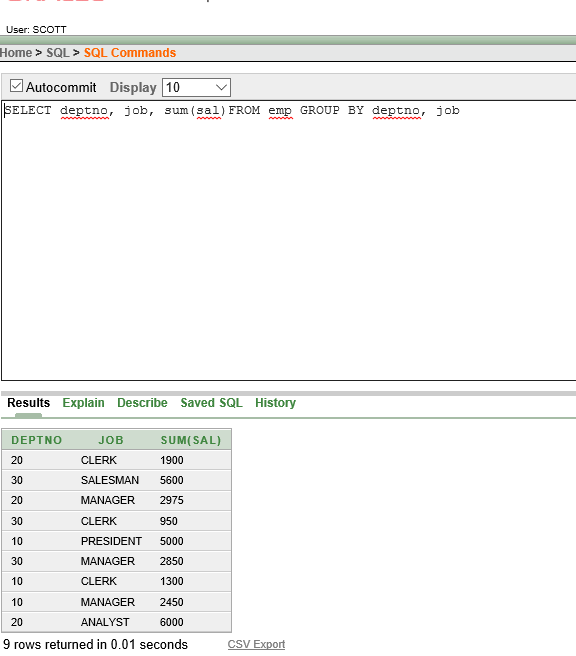 User: SCOTT
Home > SQL > SQL Commands
Autocommit Display 10
SELECT deptno, job, sum(sal)FROM emp GROUP BY deptno, job
Results Explain Describe Saved SQL History
DEPTNO JOB SUM(SAL)
20 CLERK 1900
30 SALESMAN 5600
20 MANAGER 2975
30 CLERK 950
10 PRESIDENT 5000
30 MANAGER 2850
10 CLERK 1300
10 MANAGER 2450
20 ANALYST 6000
9 rows returned in 0.01 seconds CSV Export